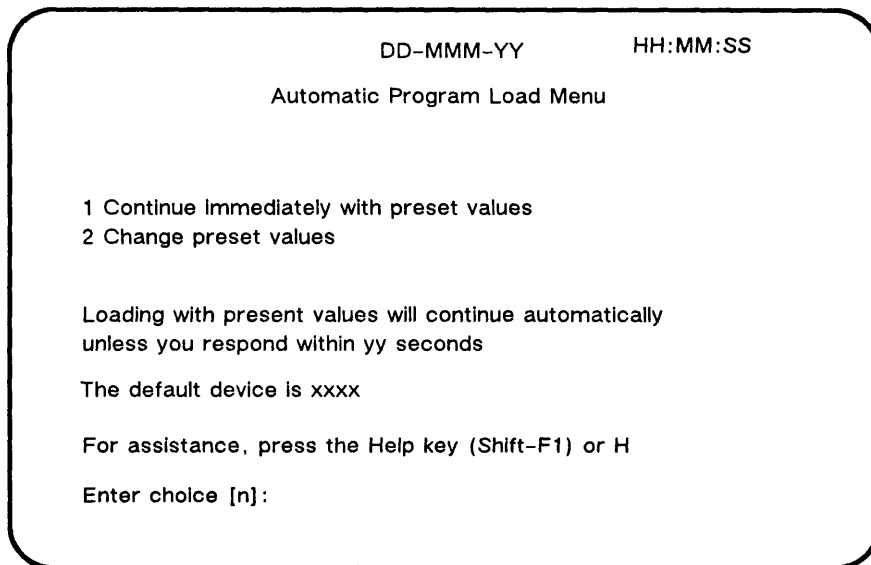 DD-MMM-YY HH:MM:SS
Automatic Program Load Menu
1 Continue immediately with preset values
2 Change preset values
Loading with present values will continue automatically
unless you respond within yy seconds
The default device is xxxx
For assistance, press the Help key (Shift-F1) or H
Enter choice [n]: